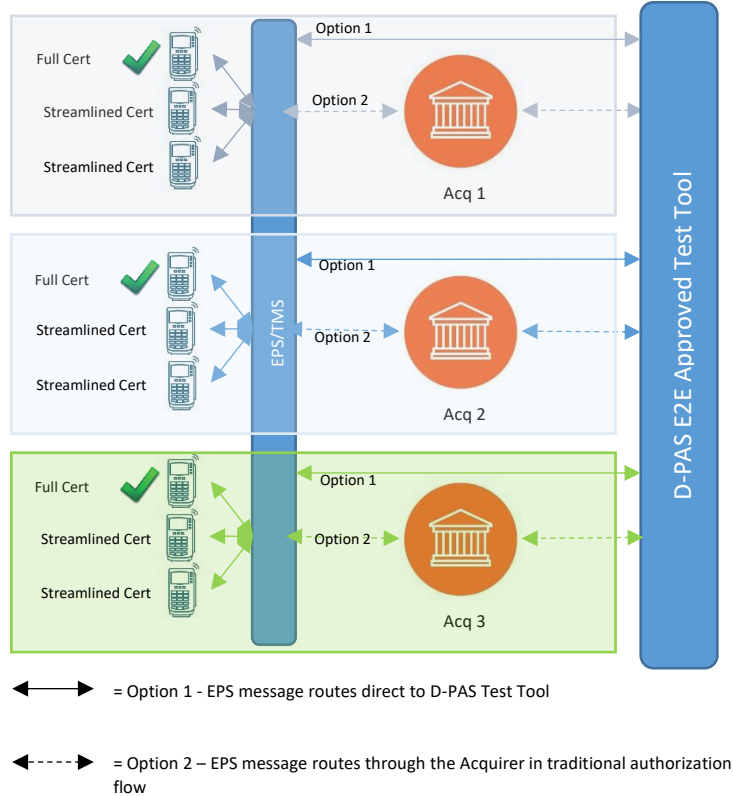 Option 1
Full Cert
Streamlined Cert
Option 2
Streamlined Cert
Acq 1
Option 1
Full Cert
Streamlined Cert
Option 2
Streamlined Cert
Acq 2
Option 1
Full Cert
Streamlined Cert
Option 2
Streamlined Cert
Acq 3
EPS/TMS
D-PAS E2E Approved Test Tool
= Option 1 - EPS message routes direct to D-PAS Test Tool
= Option 2 – EPS message routes through the Acquirer in traditional authorization
flow